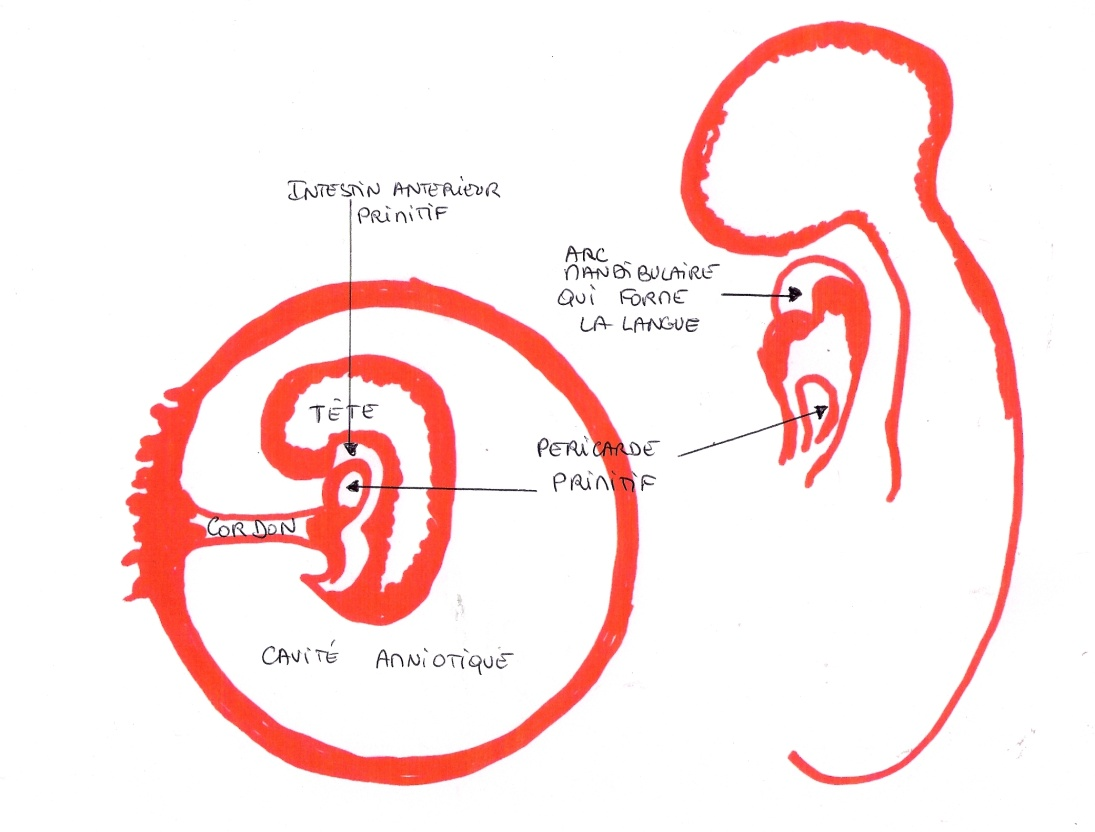 INTESTIN ANTERIEUR
PRIMITIF
ARC
MANDIBULAIRE
QUI FORME
LA LANGUE
TÊTE
PERICARDE
PRIMITIF
CORDON
CAVITÉ AMNIOTIQUE